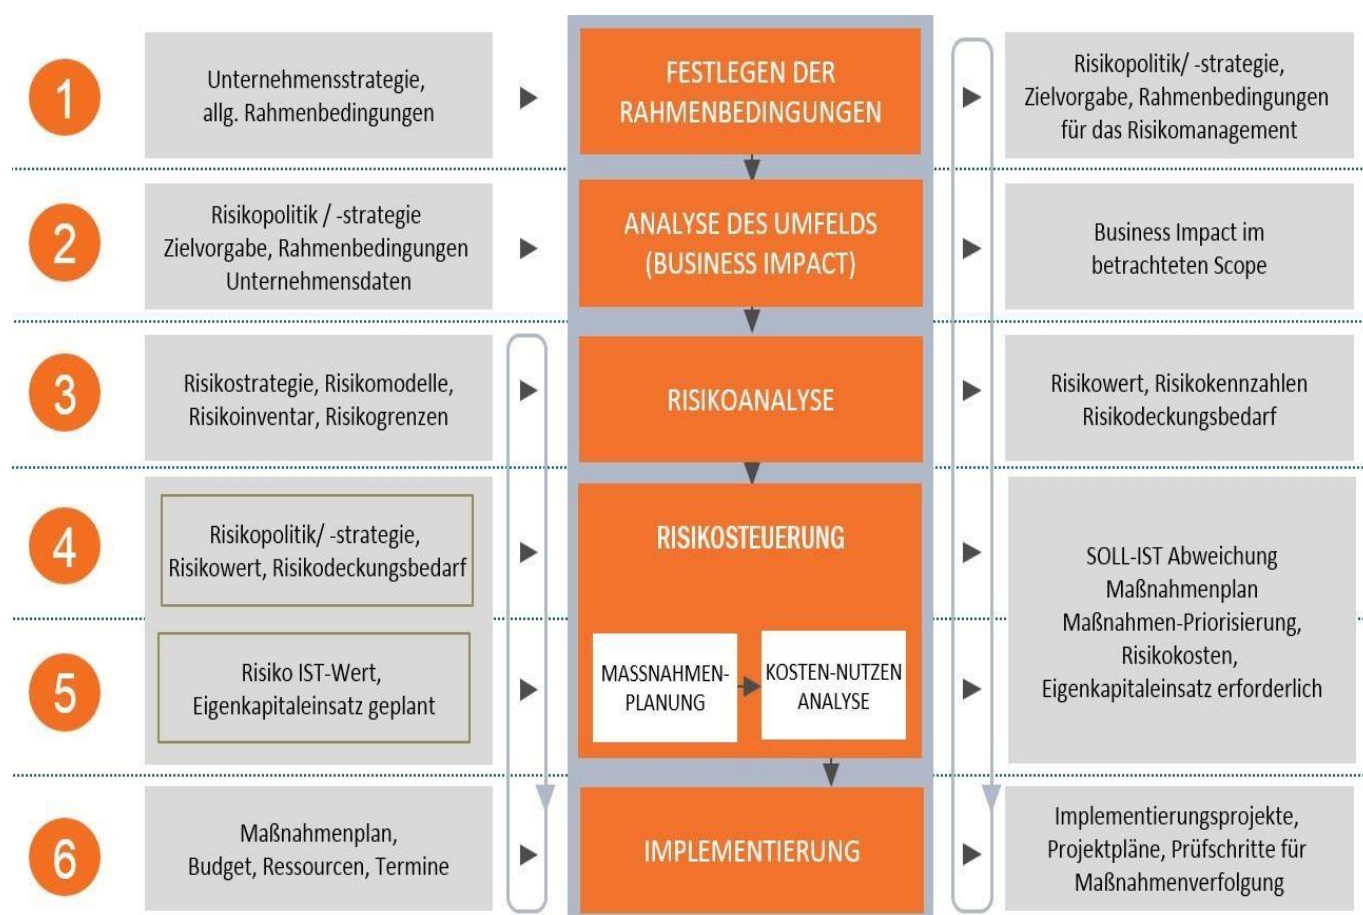 1
Unternehmensstrategie,
allg. Rahmenbedingungen
FESTLEGEN DER
RAHMENBEDINGUNGEN
Risikopolitik/ -strategie,
Zielvorgabe, Rahmenbedingungen
für das Risikomanagement
2
Risikopolitik / -strategie
Zielvorgabe, Rahmenbedingungen
Unternehmensdaten
ANALYSE DES UMFELDS
(BUSINESS IMPACT)
Business Impact im
betrachteten Scope
3
Risikostrategie, Risikomodelle,
Risikoinventar, Risikogrenzen
RISIKOANALYSE
Risikowert, Risikokennzahlen
Risikodeckungsbedarf
4
Risikopolitik/ -strategie,
Risikowert, Risikodeckungsbedarf
RISIKOSTEUERUNG
SOLL-IST Abweichung
Maßnahmenplan
Maßnahmen-Priorisierung,
Risikokosten,
Eigenkapitaleinsatz erforderlich
5
Risiko IST-Wert,
Eigenkapitaleinsatz geplant
MASSNAHMEN-
PLANUNG
KOSTEN-NUTZEN
ANALYSE
6
Maßnahmenplan,
Budget, Ressourcen, Termine
IMPLEMENTIERUNG
Implementierungsprojekte,
Projektpläne, Prüfschritte für
Maßnahmenverfolgung